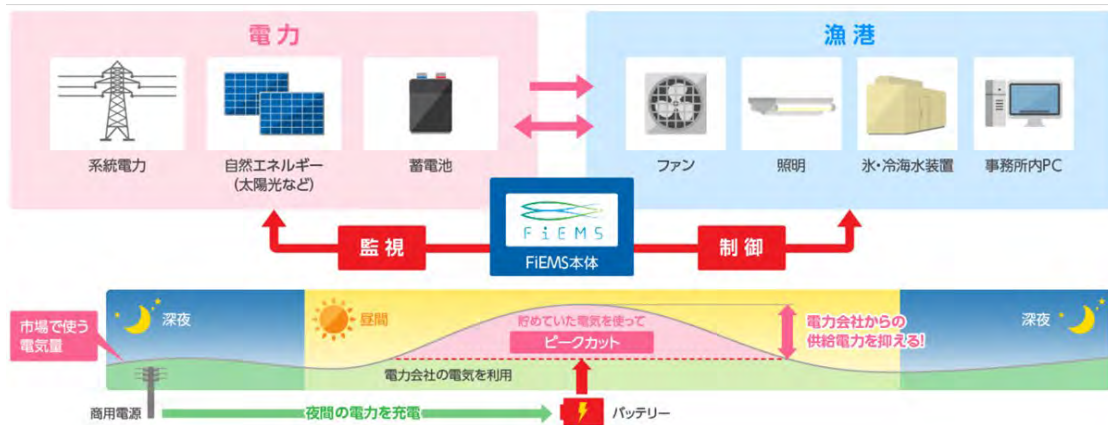 電力
漁港
系統電力
自然エネルギー
(太陽光など)
蓄電池
ファン
照明
氷・冷海水装置
事務所内PC
FiEMS
FiEMS本体
監視
制御
市場で使う
電気量
深夜
昼間
貯めていた電気を使って
ピークカット
電力会社からの
供給電力を抑える!
深夜
電力会社の電気を利用
商用電源
夜間の電力を充電
バッテリー